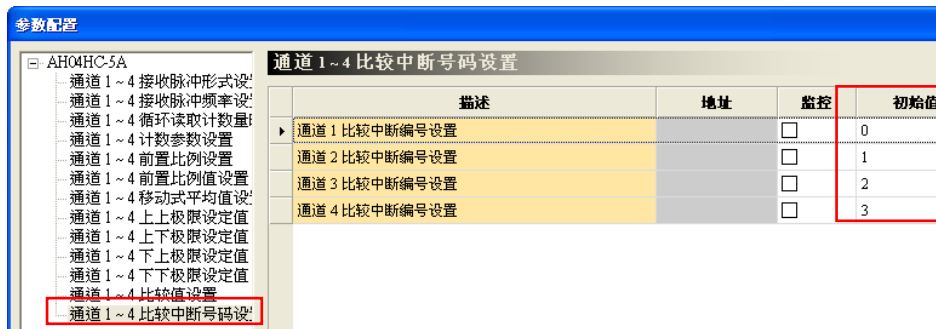 参数配置
AH04HC-5A
通道 1 ~ 4 接收脉冲形式设
通道 1 ~ 4 接收脉冲频率设
通道 1 ~ 4 循环读取计数量
通道 1 ~ 4 计数参数设置
通道 1 ~ 4 前置比例设置
通道 1 ~ 4 前置比例值设置
通道 1 ~ 4 移动式平均值设
通道 1 ~ 4 上上极限设定值
通道 1 ~ 4 上下极限设定值
通道 1 ~ 4 下上极限设定值
通道 1 ~ 4 下下极限设定值
通道 1 ~ 4 比较值设置
通道 1 ~ 4 比较中断号码设
通道 1~4 比较中断号码设置
描述 地址 监控 初始值
通道 1 比较中断编号设置 0
通道 2 比较中断编号设置 1
通道 3 比较中断编号设置 2
通道 4 比较中断编号设置 3